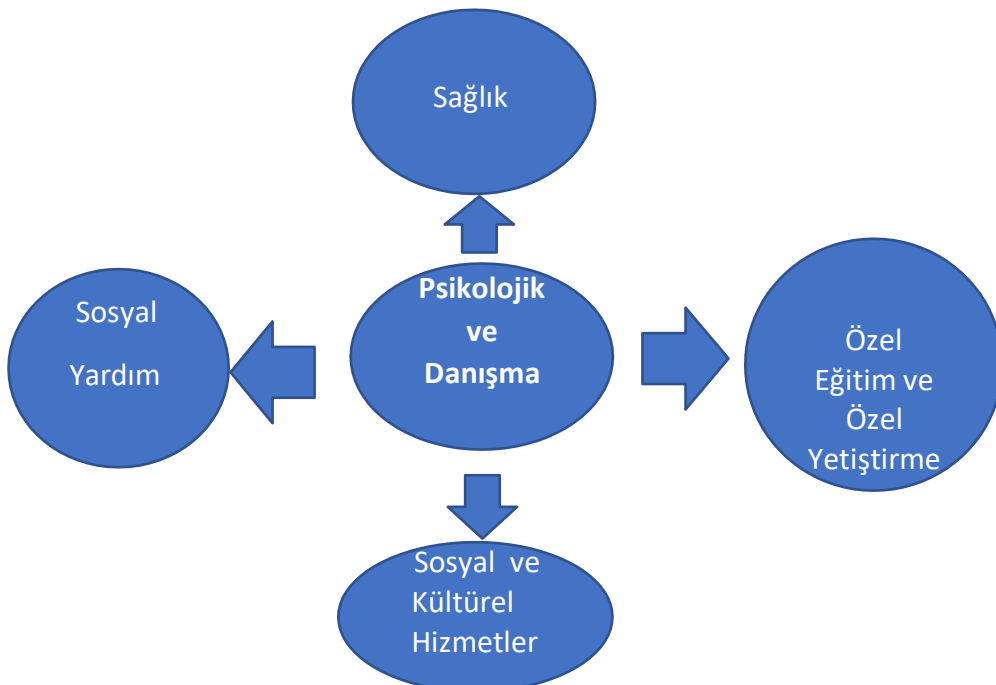 Sağlık
Psikolojik
ve
Danışma
Sosyal
Yardım
Özel
Eğitim ve
Özel
Yetiştirme
Sosyal ve
Kültürel
Hizmetler